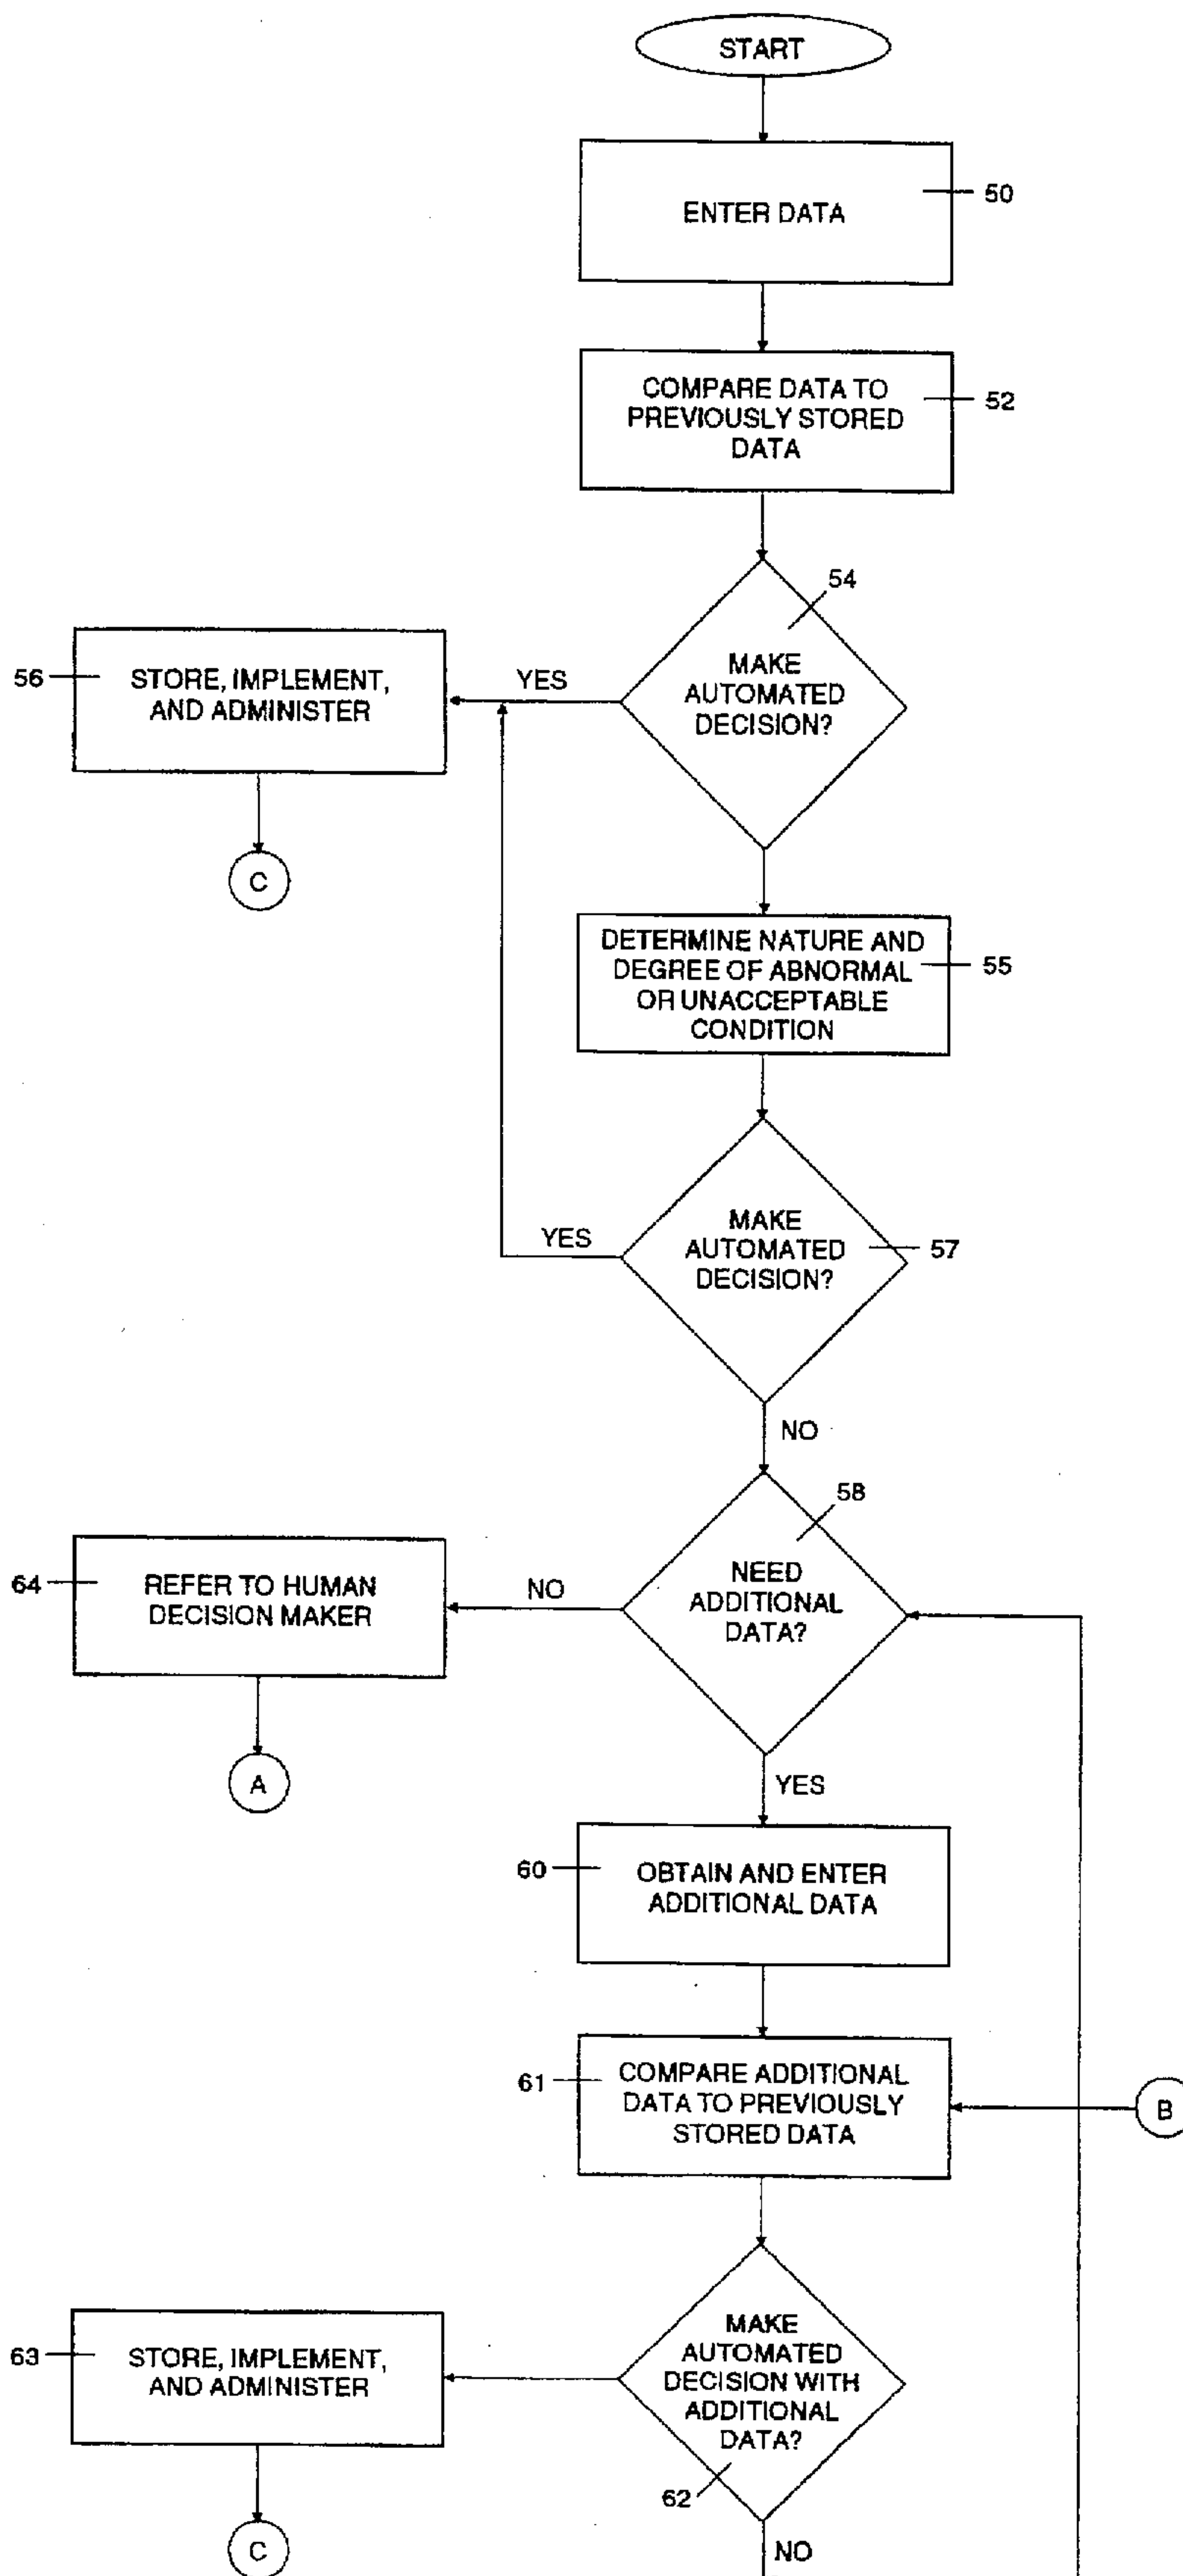 START
ENTER DATA
50
COMPARE DATA TO
PREVIOUSLY STORED
DATA
52
54
MAKE
AUTOMATED
DECISION?
YES
56
STORE, IMPLEMENT,
AND ADMINISTER
C
DETERMINE NATURE AND
DEGREE OF ABNORMAL
OR UNACCEPTABLE
CONDITION
55
MAKE
AUTOMATED
DECISION?
57
YES
NO
58
NEED
ADDITIONAL
DATA?
NO
64
REFER TO HUMAN
DECISION MAKER
A
YES
60
OBTAIN AND ENTER
ADDITIONAL DATA
61
COMPARE ADDITIONAL
DATA TO PREVIOUSLY
STORED DATA
B
MAKE
AUTOMATED
DECISION WITH
ADDITIONAL
DATA?
62
63
STORE, IMPLEMENT,
AND ADMINISTER
C
NO